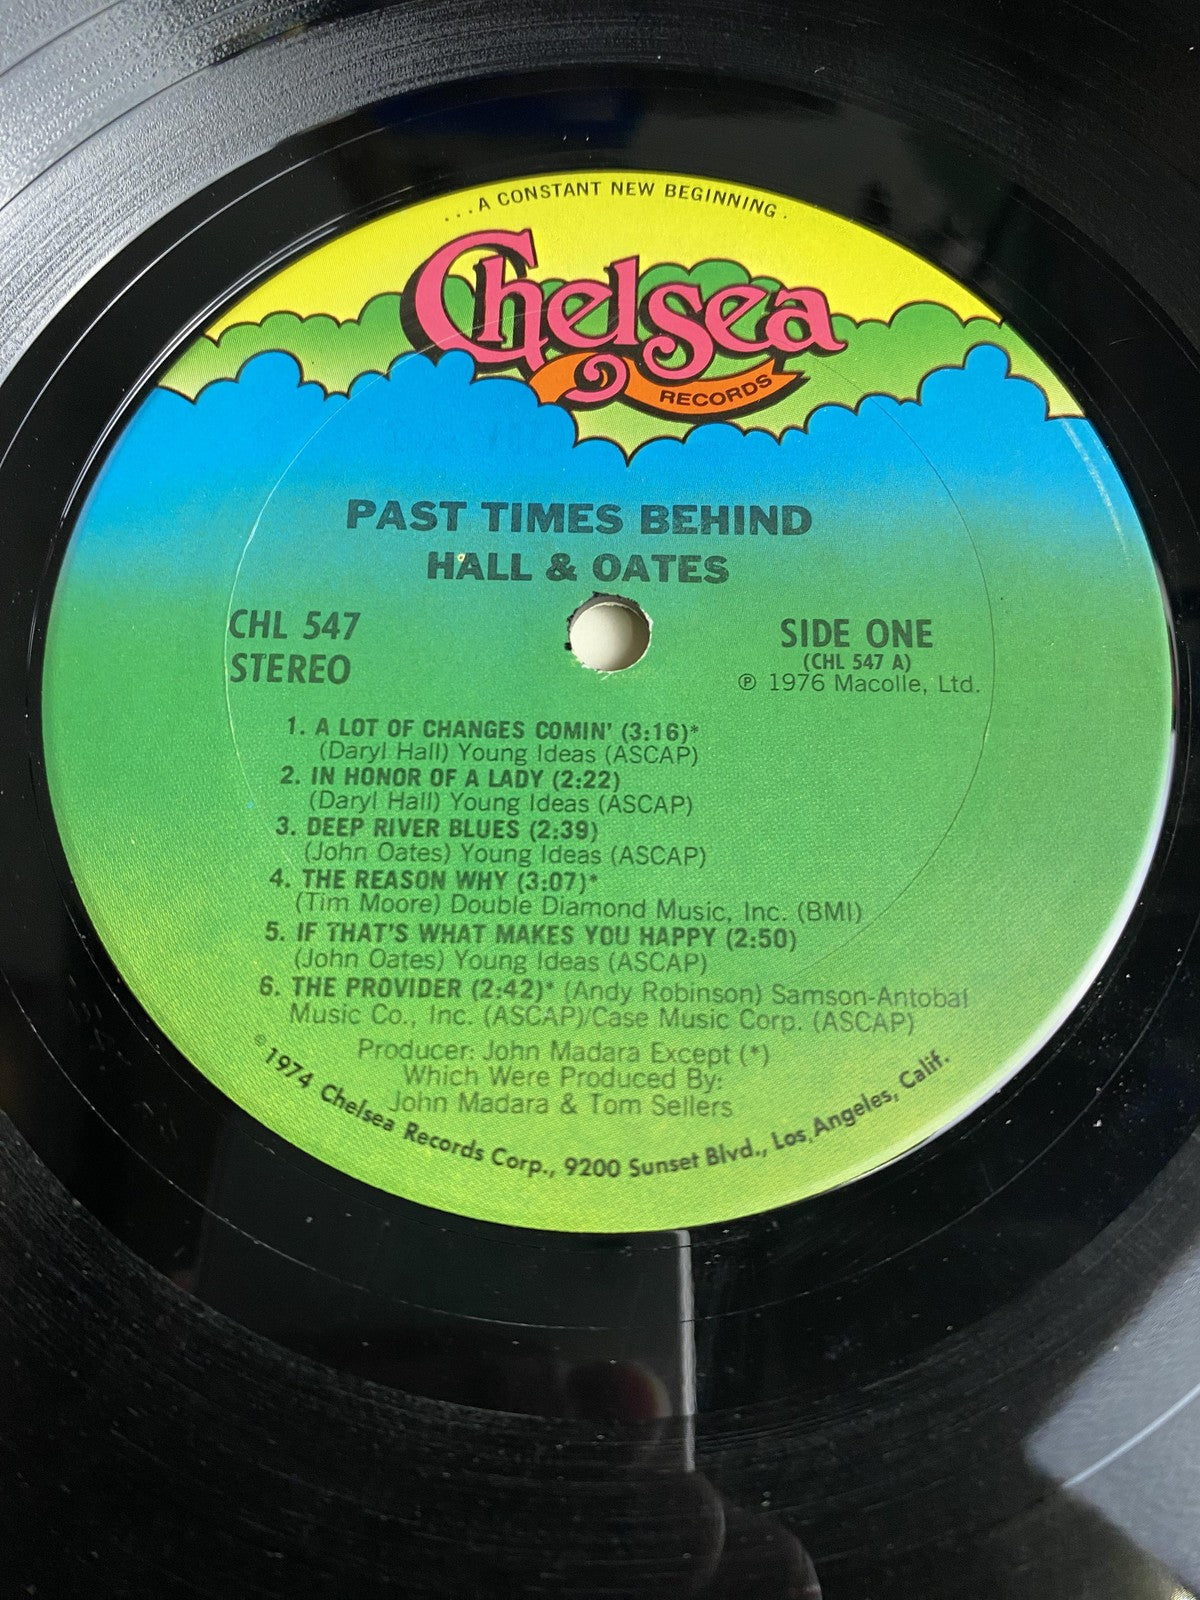 ...A CONSTANT NEW BEGINNING.
Chelsea
RECORDS
PAST TIMES BEHIND
HALL & OATES
CHL 547
STEREO
SIDE ONE
(CHL 547 A)
℗ 1976 Macolle, Ltd.
1. A LOT OF CHANGES COMIN' (3:16)*
(Daryl Hall) Young Ideas (ASCAP)
2. IN HONOR OF A LADY (2:22)
(Daryl Hall) Young Ideas (ASCAP)
3. DEEP RIVER BLUES (2:39)
(John Oates) Young Ideas (ASCAP)
4. THE REASON WHY (3:07)*
(Tim Moore) Double Diamond Music, Inc. (BMI)
5. IF THAT'S WHAT MAKES YOU HAPPY (2:50)
(John Oates) Young Ideas (ASCAP)
6. THE PROVIDER (2:42)* (Andy Robinson) Samson-Antobal
Music Co., Inc. (ASCAP)/Case Music Corp. (ASCAP)
Producer: John Madara Except (*)
Which Were Produced By:
John Madara & Tom Sellers
©1974 Chelsea Records Corp., 9200 Sunset Blvd., Los Angeles, Calif.